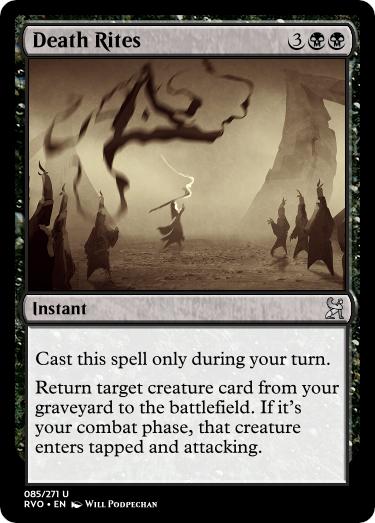 Death Rites 3
Instant
Cast this spell only during your turn.
Return target creature card from your
graveyard to the battlefield. If it's
your combat phase, that creature
enters tapped and attacking.
085/271 U
RVO • EN Will Podpechan